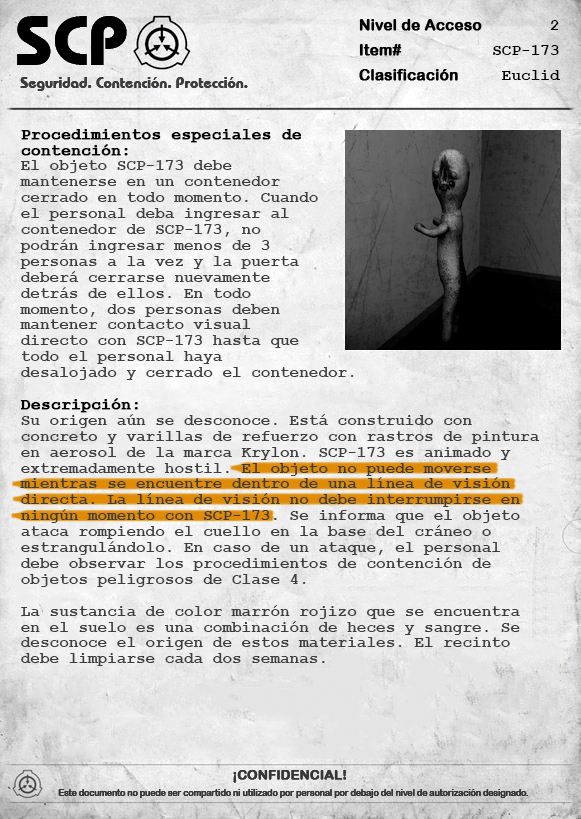 SCP
Seguridad. Contención. Protección.
Nivel de Acceso 2
Item# SCP-173
Clasificación Euclid
Procedimientos especiales de
contención:
El objeto SCP-173 debe
mantenerse en un contenedor
cerrado en todo momento. Cuando
el personal deba ingresar al
contenedor de SCP-173, no
podrán ingresar menos de 3
personas a la vez y la puerta
deberá cerrarse nuevamente
detrás de ellos. En todo
momento, dos personas deben
mantener contacto visual
directo con SCP-173 hasta que
todo el personal haya
desalojado y cerrado el contenedor.
Descripción:
Su origen aún se desconoce. Está construido con
concreto y varillas de refuerzo con rastros de pintura
en aerosol de la marca Krylon. SCP-173 es animado y
extremadamente hostil. El objeto no puede moverse
mientras se encuentre dentro de una línea de visión
directa. La línea de visión no debe interrumpirse en
ningún momento con SCP-173. Se informa que el objeto
ataca rompiendo el cuello en la base del cráneo o
estrangulándolo. En caso de un ataque, el personal
debe observar los procedimientos de contención de
objetos peligrosos de Clase 4.
La sustancia de color marrón rojizo que se encuentra
en el suelo es una combinación de heces y sangre. Se
desconoce el origen de estos materiales. El recinto
debe limpiarse cada dos semanas.
¡CONFIDENCIAL!
Este documento no puede ser compartido ni utilizado por personal por debajo del nivel de autorización designado.